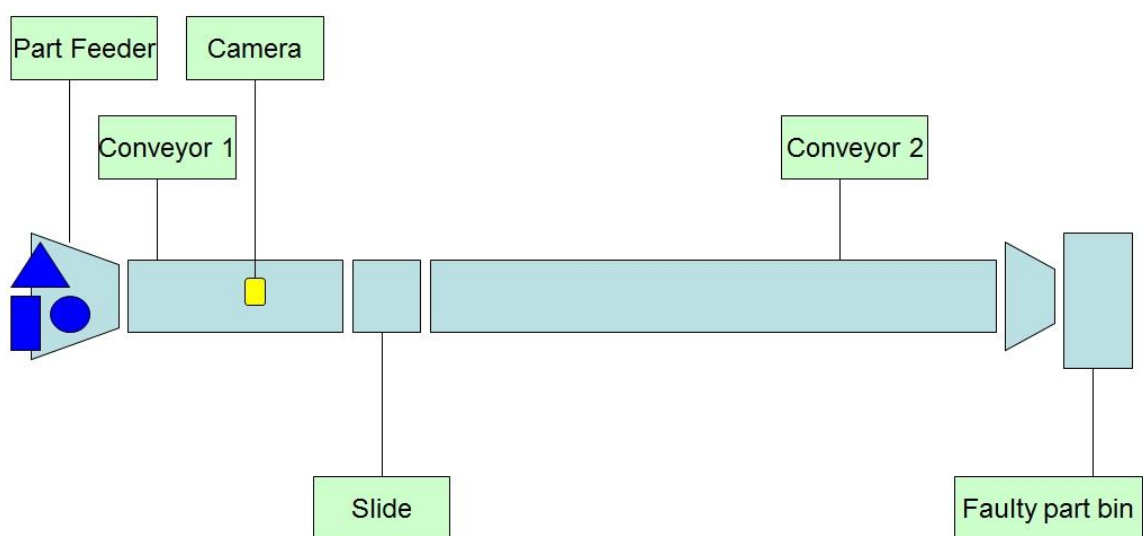 Part Feeder
Camera
Conveyor 1
Conveyor 2
Slide
Faulty part bin